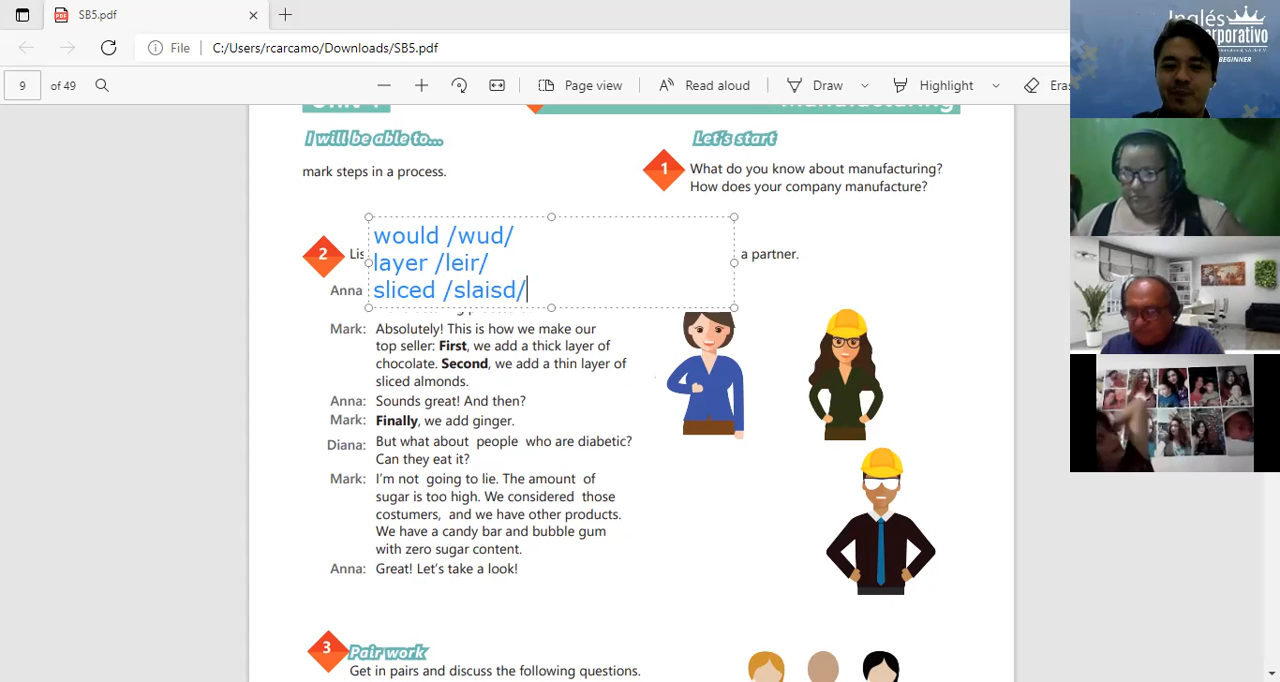 SB5.pdf
File
C:/Users/rcarcamo/Downloads/SB5.pdf
9
of 49
Page view
Read aloud
Draw
Highlight
Inglés
BEGINNER
manufacturing
I will be able to...
Let's start
mark steps in a process.
1
What do you know about manufacturing?
How does your company manufacture?
would /wud/
layer /leir/
sliced /slaisd/
2
a partner.
Anna
Mark: Absolutely! This is how we make our
top seller: First, we add a thick layer of
chocolate. Second, we add a thin layer of
sliced almonds.
Anna: Sounds great! And then?
Mark: Finally, we add ginger.
Diana: But what about people who are diabetic?
Can they eat it?
Mark: I'm not going to lie. The amount of
sugar is too high. We considered those
costumers, and we have other products.
We have a candy bar and bubble gum
with zero sugar content.
Anna: Great! Let's take a look!
3
Pair work
Get in pairs and discuss the following questions.